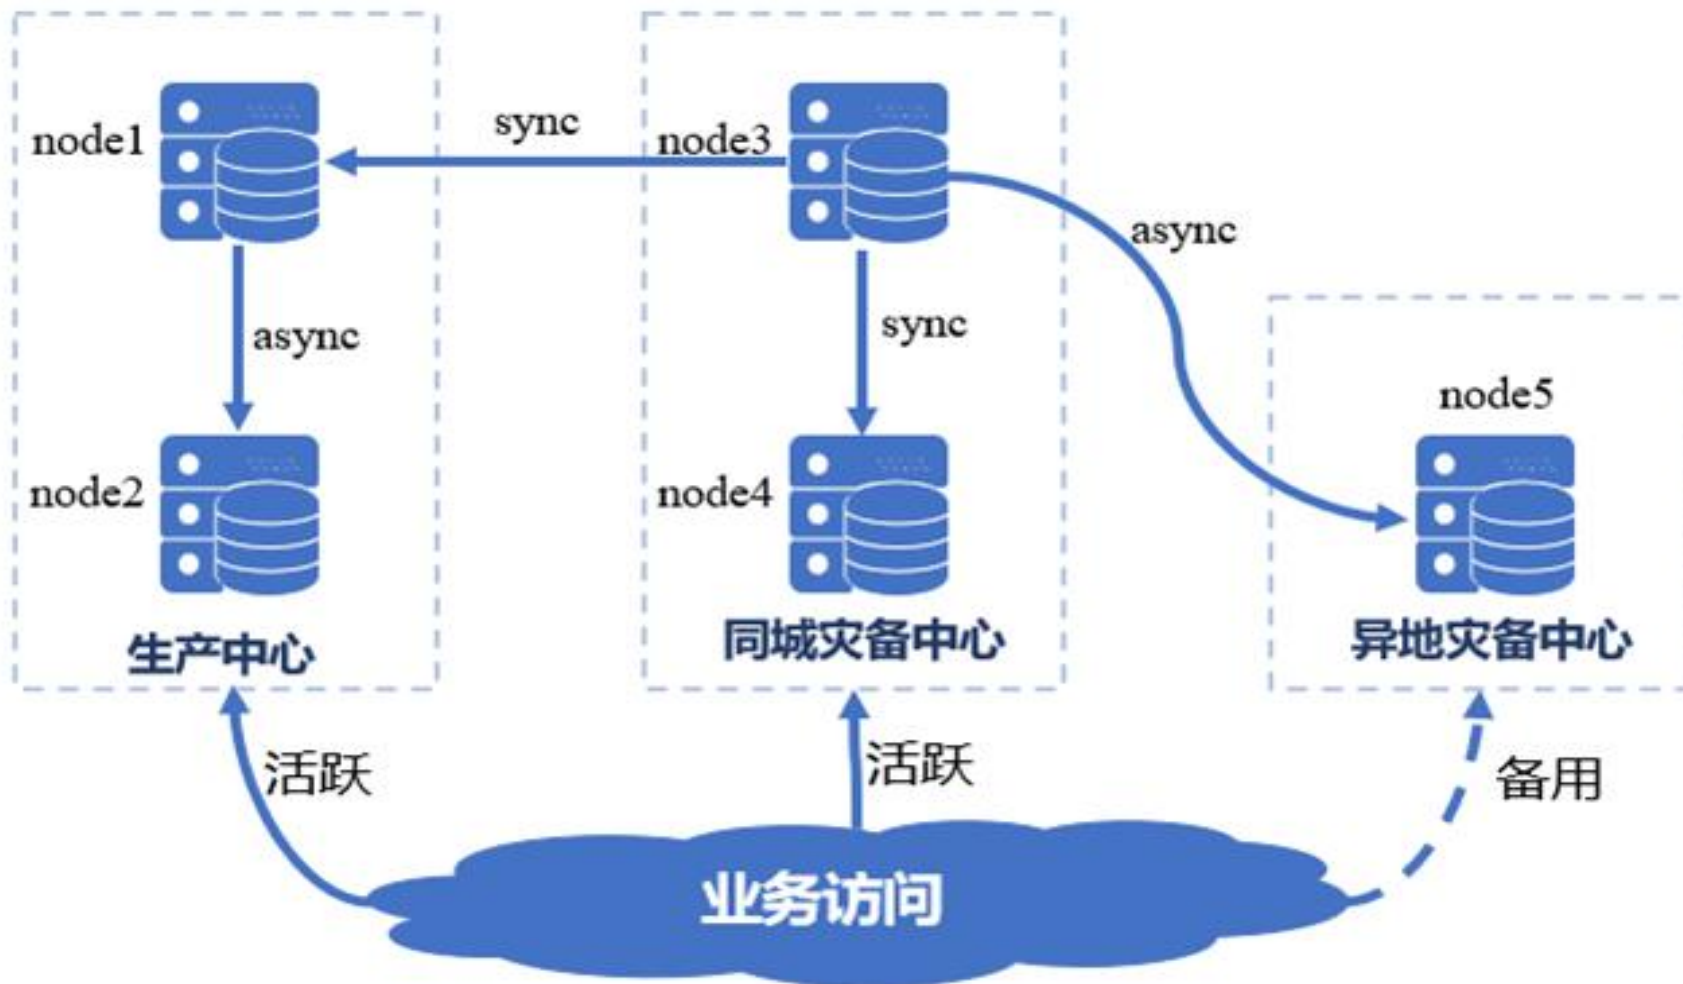 sync
node1
node3
async
async
sync
node5
node2
node4
生产中心
同城灾备中心
异地灾备中心
活跃
活跃
备用
业务访问